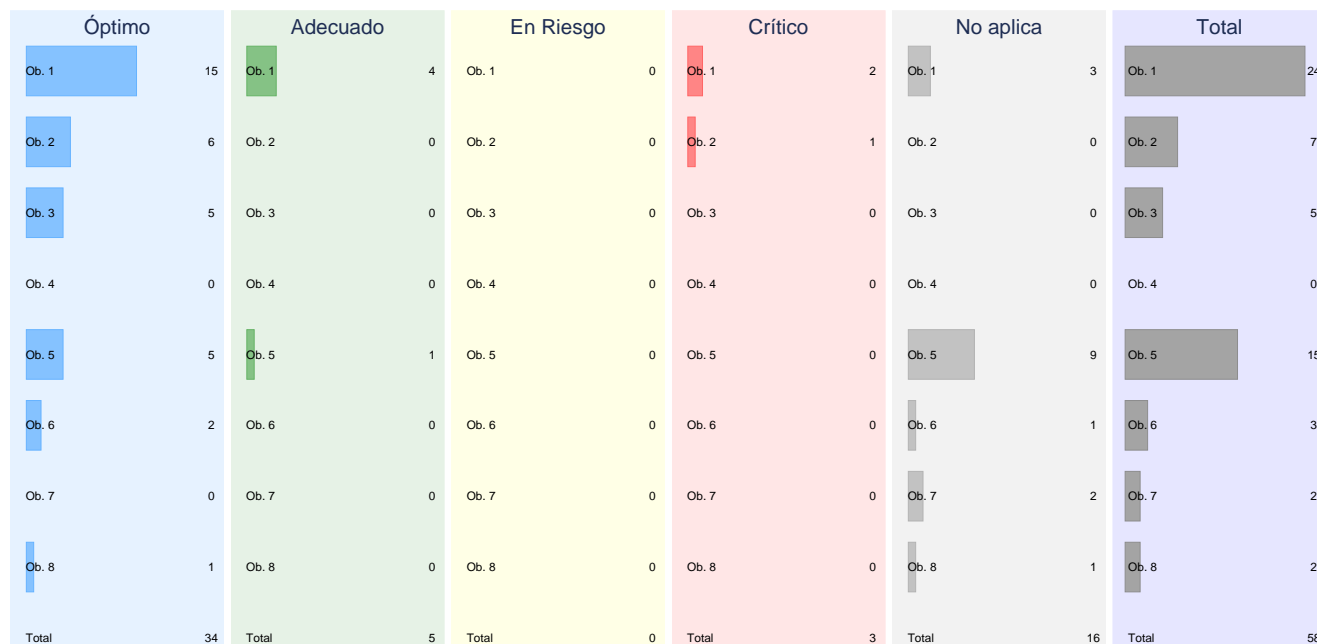 Óptimo Adecuado En Riesgo Crítico No aplica Total
Ob. 1 15 Ob. 1 4 Ob. 1 0 Ob. 1 2 Ob. 1 3 Ob. 1 24
Ob. 2 6 Ob. 2 0 Ob. 2 0 Ob. 2 1 Ob. 2 0 Ob. 2 7
Ob. 3 5 Ob. 3 0 Ob. 3 0 Ob. 3 0 Ob. 3 0 Ob. 3 5
Ob. 4 0 Ob. 4 0 Ob. 4 0 Ob. 4 0 Ob. 4 0 Ob. 4 0
Ob. 5 5 Ob. 5 1 Ob. 5 0 Ob. 5 0 Ob. 5 9 Ob. 5 15
Ob. 6 2 Ob. 6 0 Ob. 6 0 Ob. 6 0 Ob. 6 1 Ob. 6 3
Ob. 7 0 Ob. 7 0 Ob. 7 0 Ob. 7 0 Ob. 7 2 Ob. 7 2
Ob. 8 1 Ob. 8 0 Ob. 8 0 Ob. 8 0 Ob. 8 1 Ob. 8 2
Total 34 Total 5 Total 0 Total 3 Total 16 Total 58